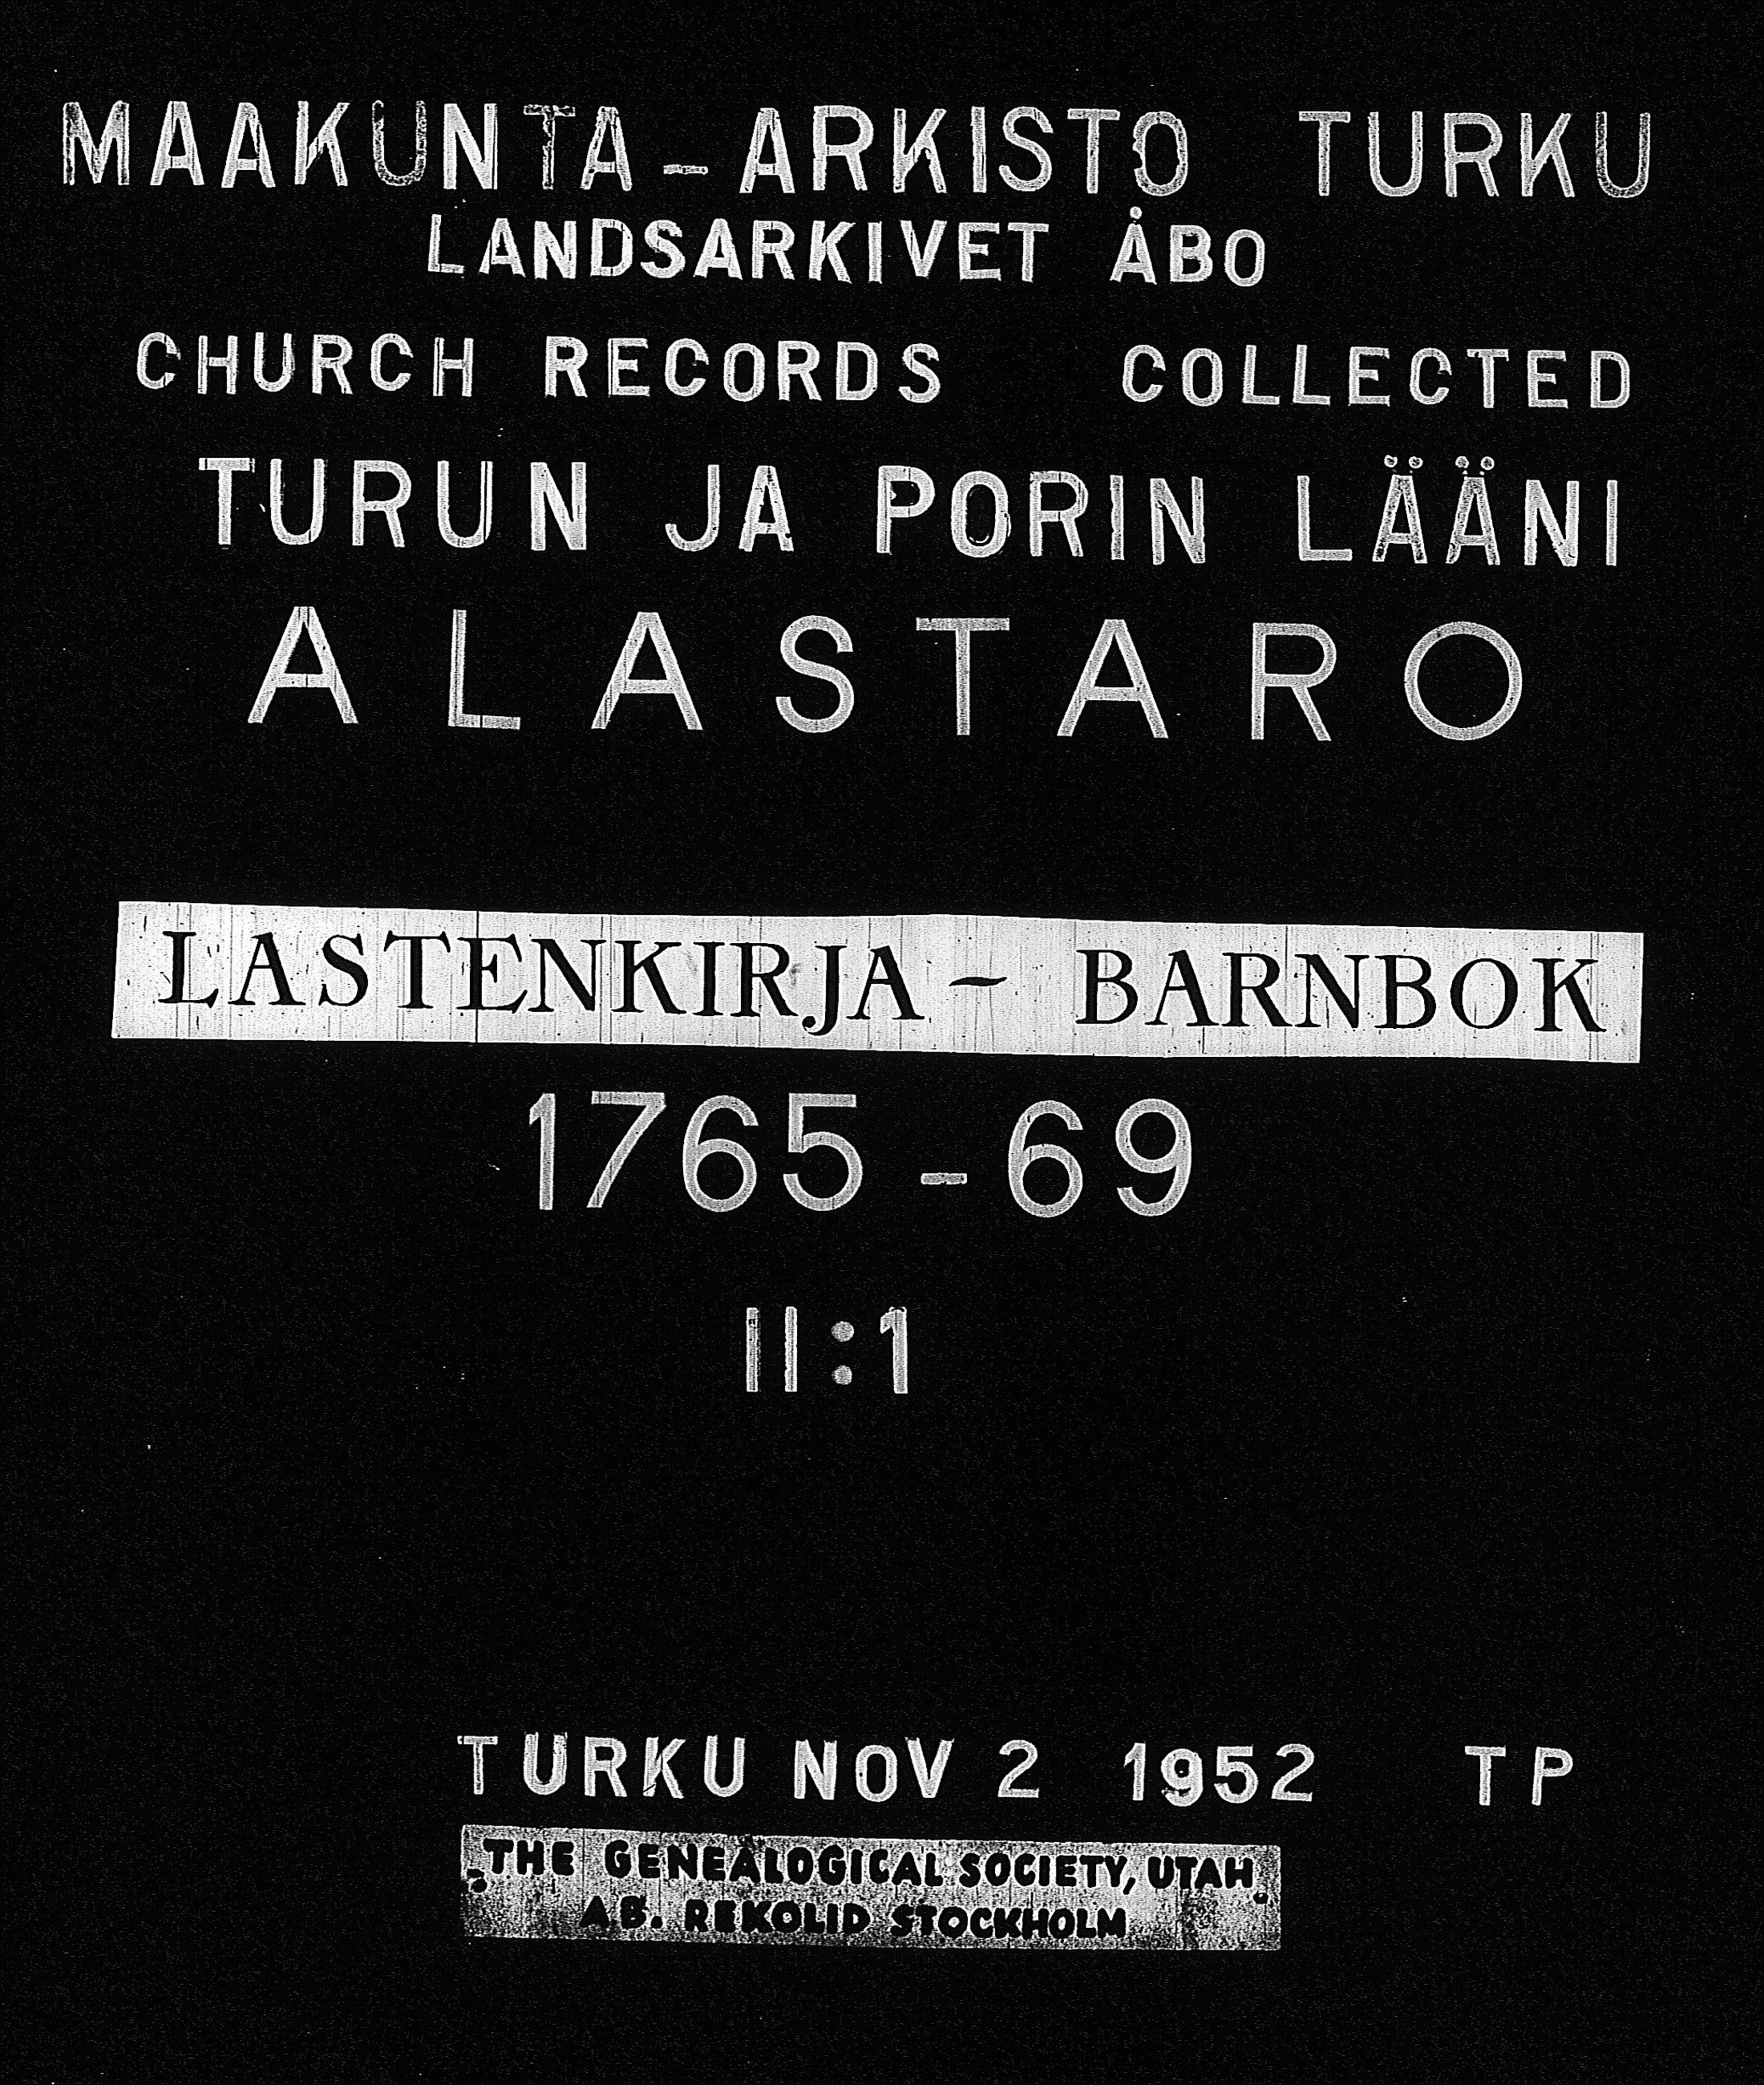 MAAKUNTA-ARKISTO TURKU
LANDSARKIVET ÅBO
CHURCH RECORDS COLLECTED
TURUN JA PORIN LÄÄNI
ALASTARO
LASTENKIRJA - BARNBOK
1765-69
II:1
TURKU NOV 2 1952 TP
THE GENEALOGICAL SOCIETY, UTAH
AB. REKOLID STOCKHOLM